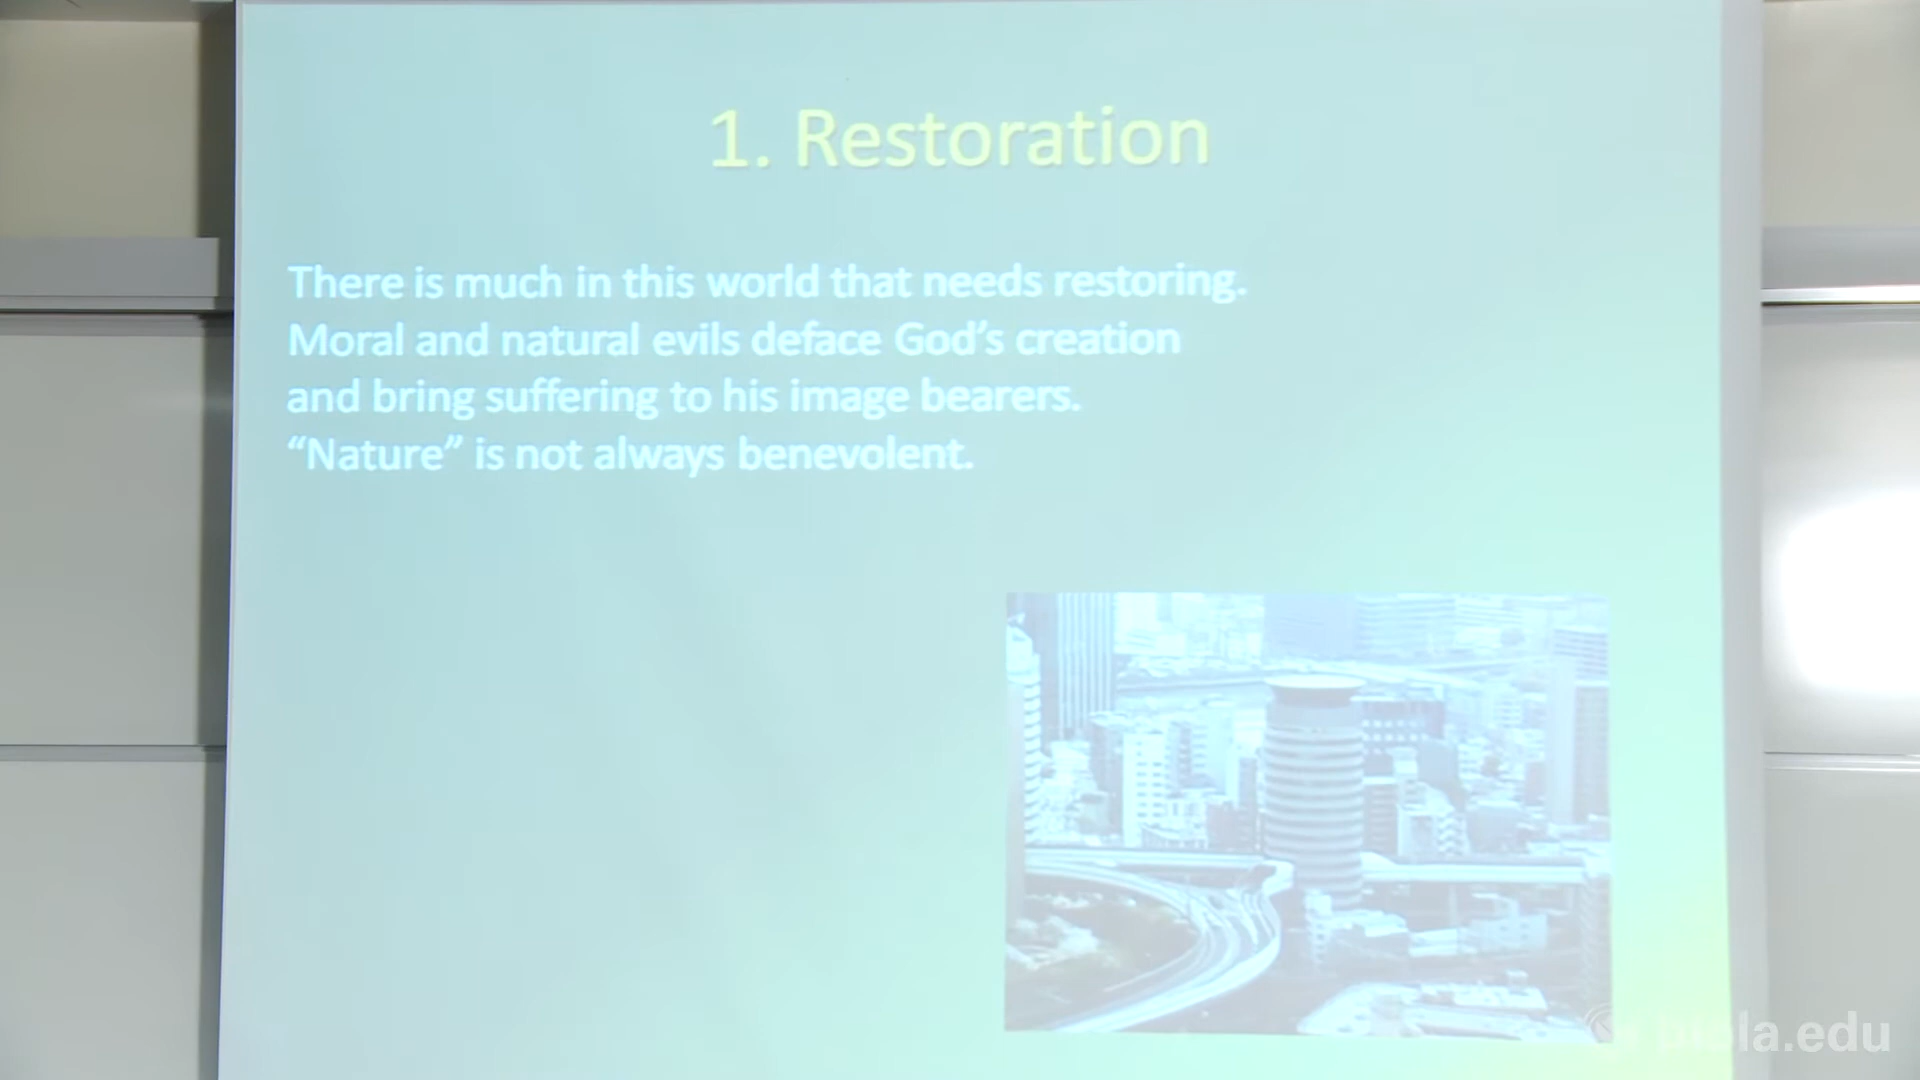 1. Restoration
There is much in this world that needs restoring.
Moral and natural evils deface God's creation
and bring suffering to his image bearers.
“Nature” is not always benevolent.
biola.edu